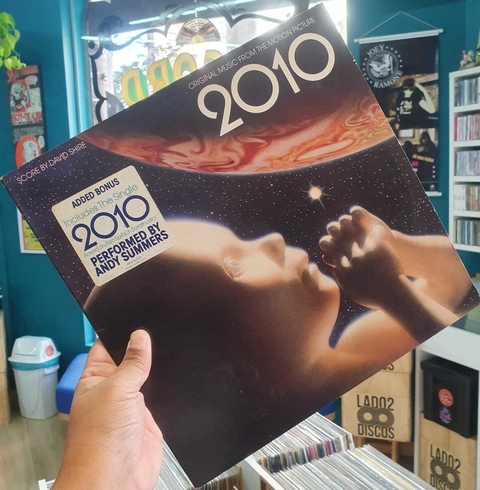 ORIGINAL MUSIC FROM THE MOTION PICTURE
2010
SCORE BY DAVID SHIRE
ADDED BONUS
Includes The Single
2010
PERFORMED BY
ANDY SUMMERS
LADO2
DISCOS
LADO2
DISCOS